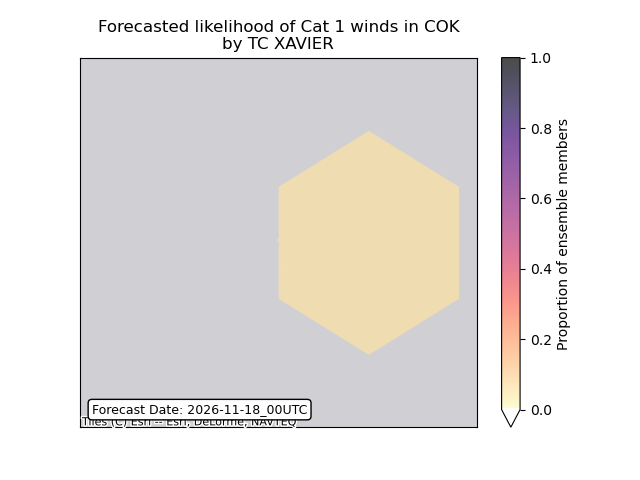 Forecasted likelihood of Cat 1 winds in COK
by TC XAVIER
1.0
0.8
0.6
0.4
0.2
0.0
Proportion of ensemble members
Forecast Date: 2026-11-18_00UTC
Tiles (C) Esri -- Esri, DeLorme, NAVTEQ